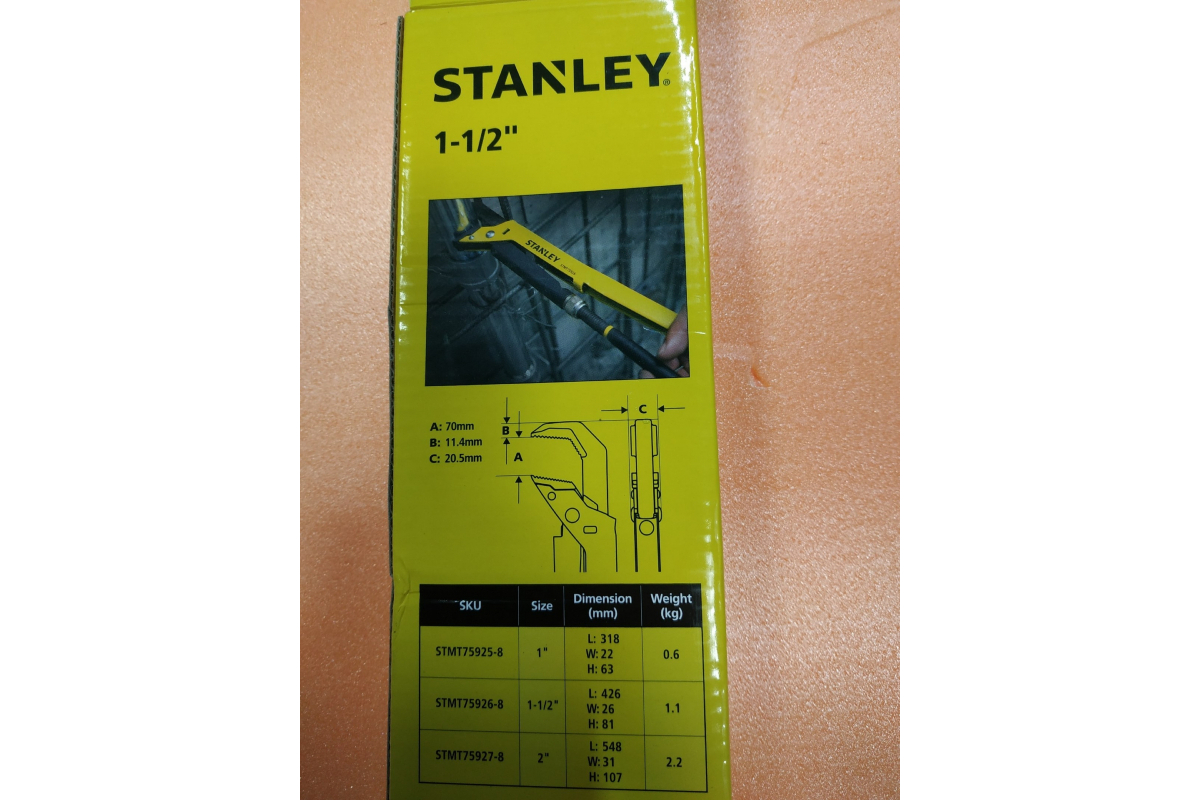 STANLEY®
1-1/2"
STANLEY
A: 70mm
B: 11.4mm
C: 20.5mm
C
B
A
SKU Size Dimension (mm) Weight (kg)
STMT75925-8 1" L: 318 W: 22 H: 63 0.6
STMT75926-8 1-1/2" L: 426 W: 26 H: 81 1.1
STMT75927-8 2" L: 548 W: 31 H: 107 2.2